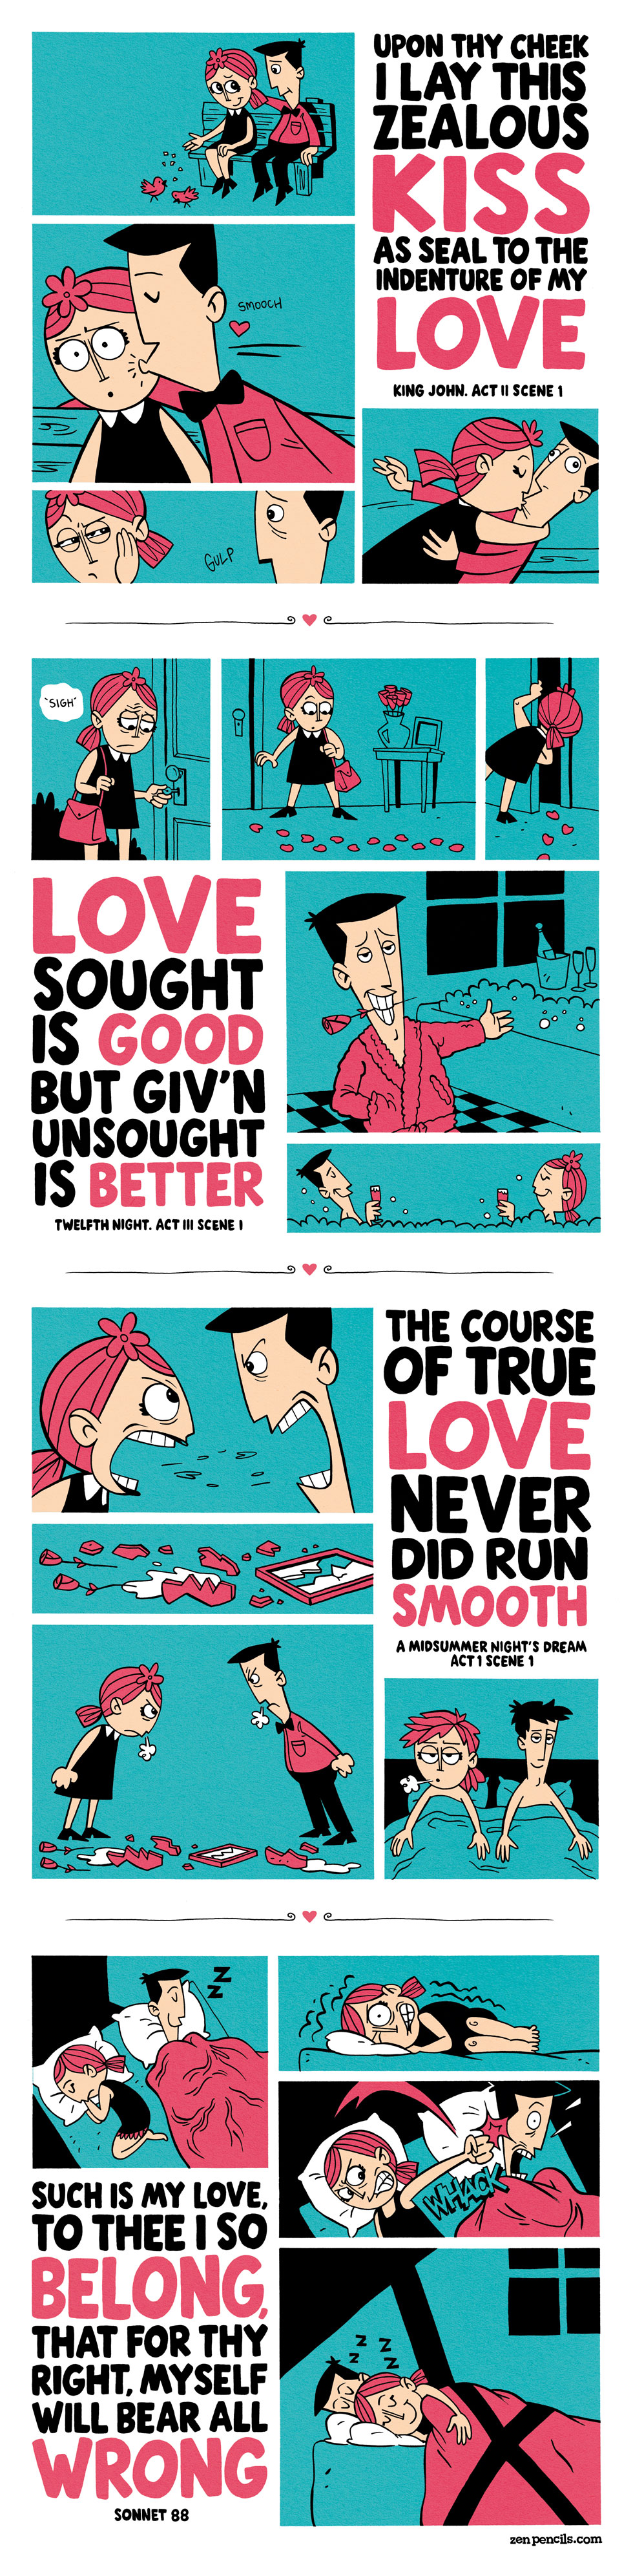 UPON THY CHEEK
I LAY THIS
ZEALOUS
KISS
AS SEAL TO THE
INDENTURE OF MY
LOVE
KING JOHN. ACT II SCENE 1
SMOOCH
GULP
'SIGH'
LOVE
SOUGHT
IS GOOD
BUT GIV'N
UNSOUGHT
IS BETTER
TWELFTH NIGHT. ACT III SCENE I
THE COURSE
OF TRUE
LOVE
NEVER
DID RUN
SMOOTH
A MIDSUMMER NIGHT'S DREAM
ACT 1 SCENE 1
Z
Z
WHACK
SUCH IS MY LOVE,
TO THEE I SO
BELONG,
THAT FOR THY
RIGHT, MYSELF
WILL BEAR ALL
WRONG
SONNET 88
Z Z
Z Z
Z
zenpencils.com